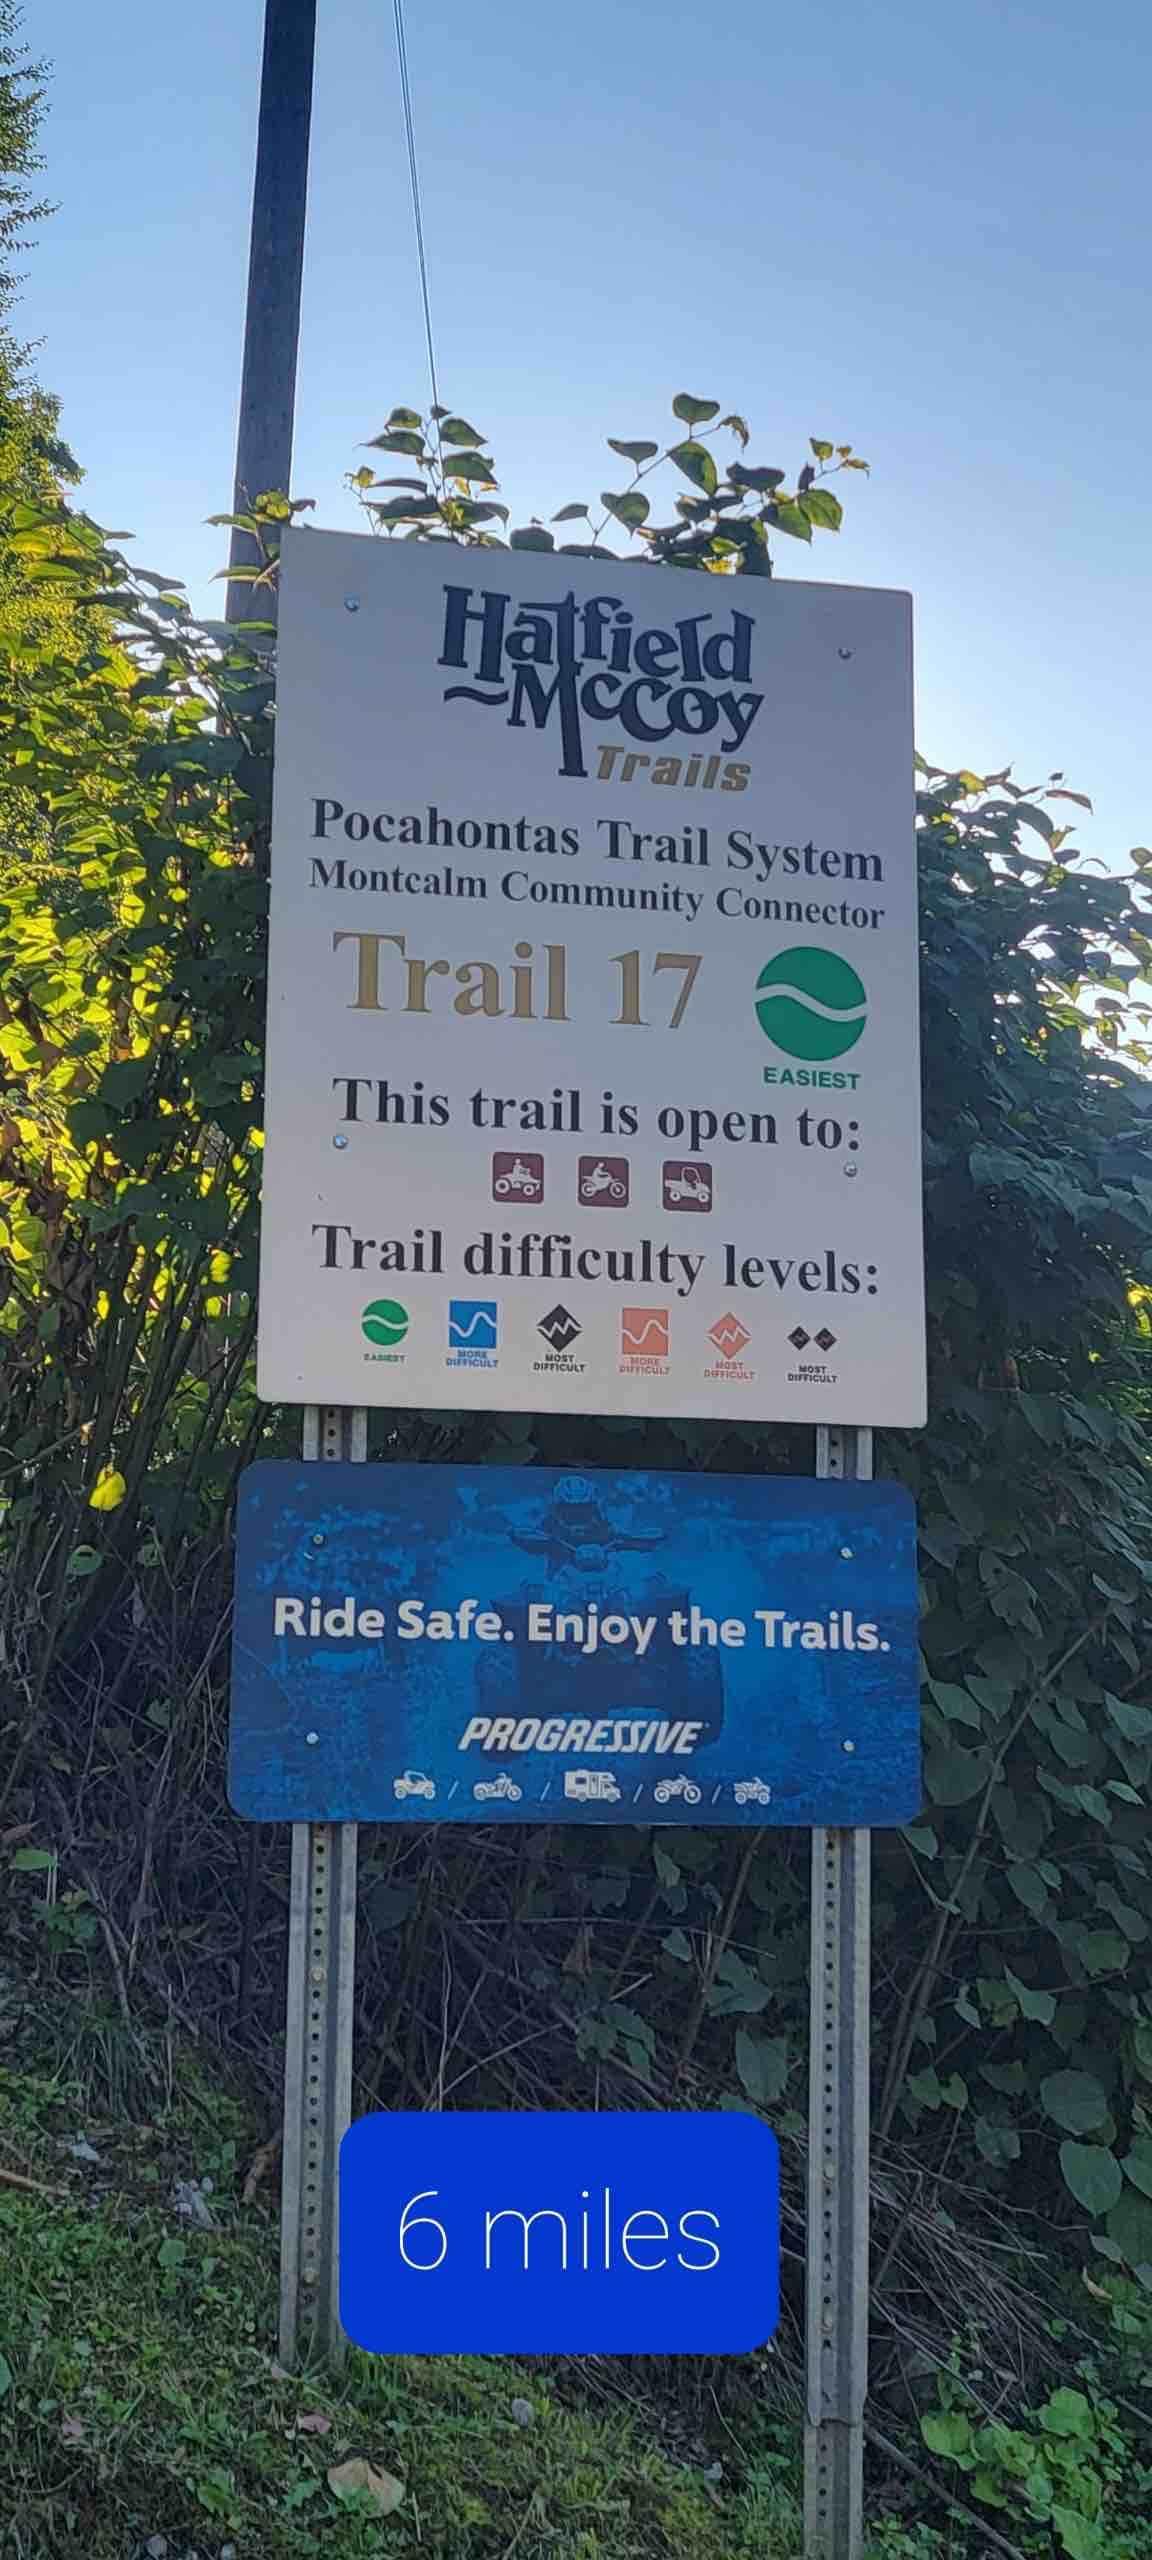 Hatfield
~McCoy
Trails
Pocahontas Trail System
Montcalm Community Connector
Trail 17
EASIEST
This trail is open to:
Trail difficulty levels:
EASIEST
MORE
DIFFICULT
MOST
DIFFICULT
MORE
DIFFICULT
MOST
DIFFICULT
MOST
DIFFICULT
Ride Safe. Enjoy the Trails.
PROGRESSIVE
6 miles